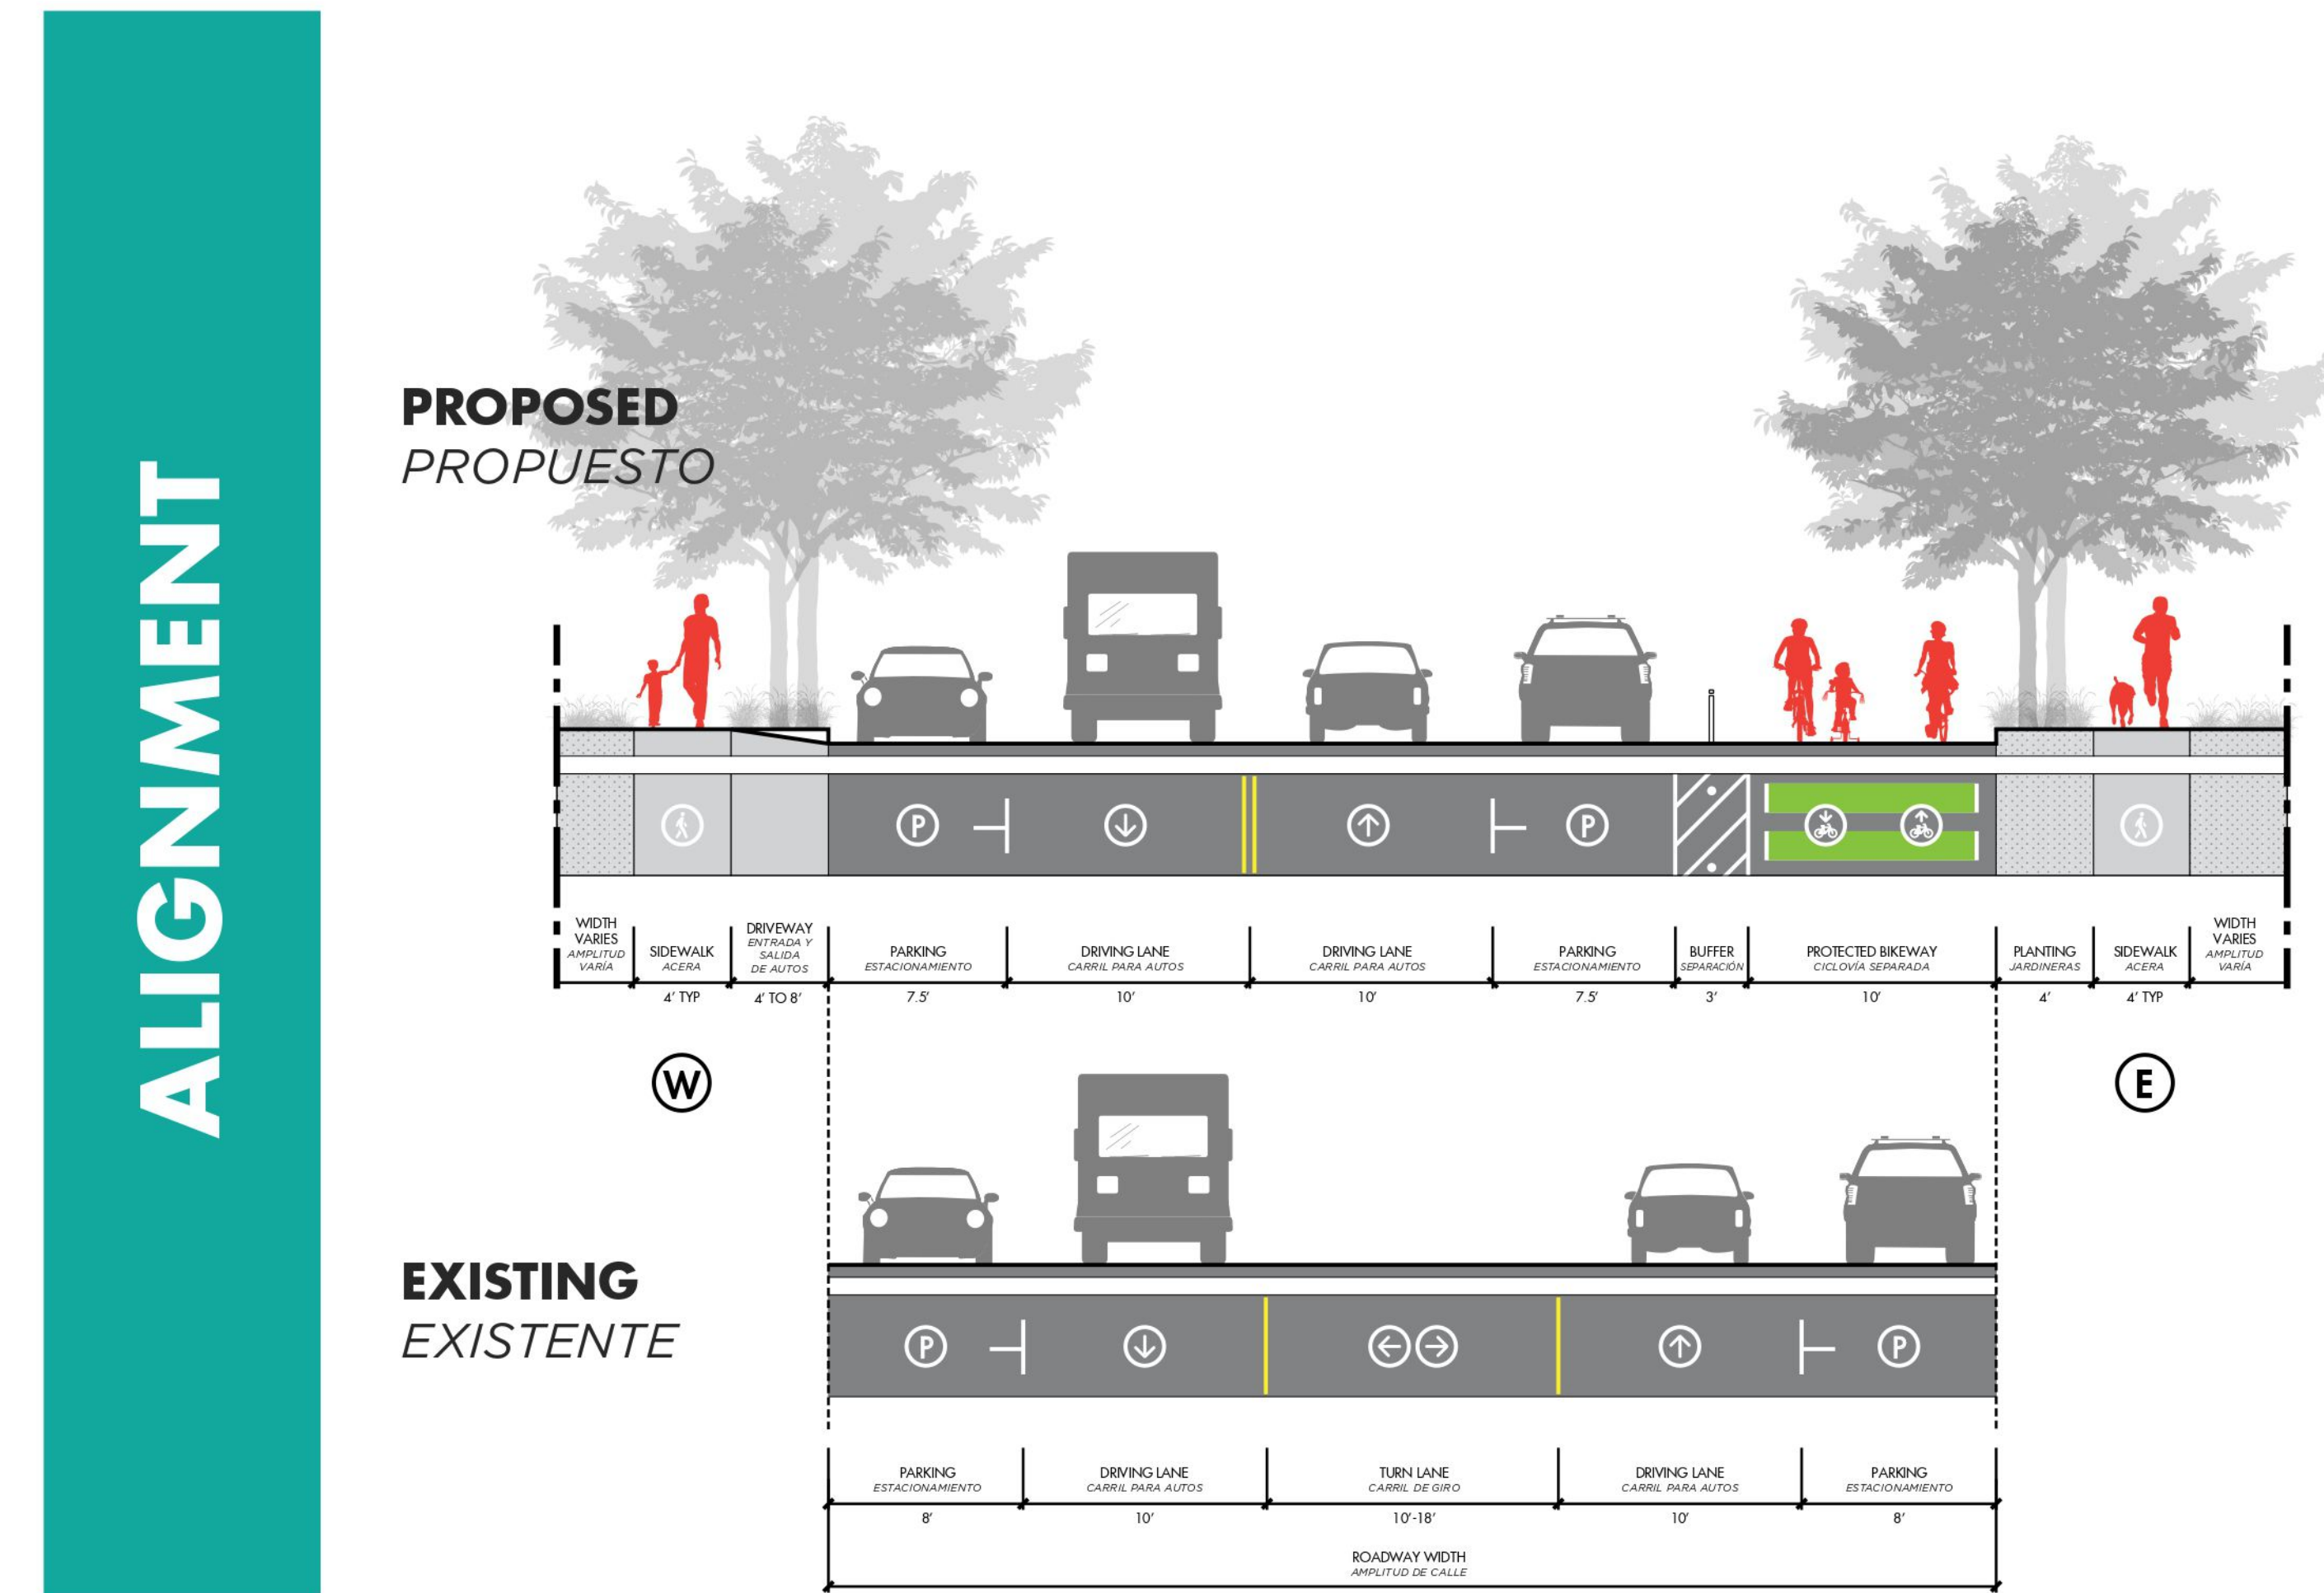 ALIGNMENT
PROPOSED
PROPUESTO
P
P
WIDTH
VARIES
AMPLITUD
VARÍA
SIDEWALK
ACERA
DRIVEWAY
ENTRADA Y
SALIDA
DE AUTOS
PARKING
ESTACIONAMIENTO
DRIVING LANE
CARRIL PARA AUTOS
DRIVING LANE
CARRIL PARA AUTOS
PARKING
ESTACIONAMIENTO
BUFFER
SEPARACIÓN
PROTECTED BIKEWAY
CICLOVÍA SEPARADA
PLANTING
JARDINERAS
SIDEWALK
ACERA
WIDTH
VARIES
AMPLITUD
VARÍA
4' TYP
4' TO 8'
7.5'
10'
10'
7.5'
3'
10'
4'
4' TYP
W
E
EXISTING
EXISTENTE
P
P
PARKING
ESTACIONAMIENTO
DRIVING LANE
CARRIL PARA AUTOS
TURN LANE
CARRIL DE GIRO
DRIVING LANE
CARRIL PARA AUTOS
PARKING
ESTACIONAMIENTO
8'
10'
10'-18'
10'
8'
ROADWAY WIDTH
AMPLITUD DE CALLE